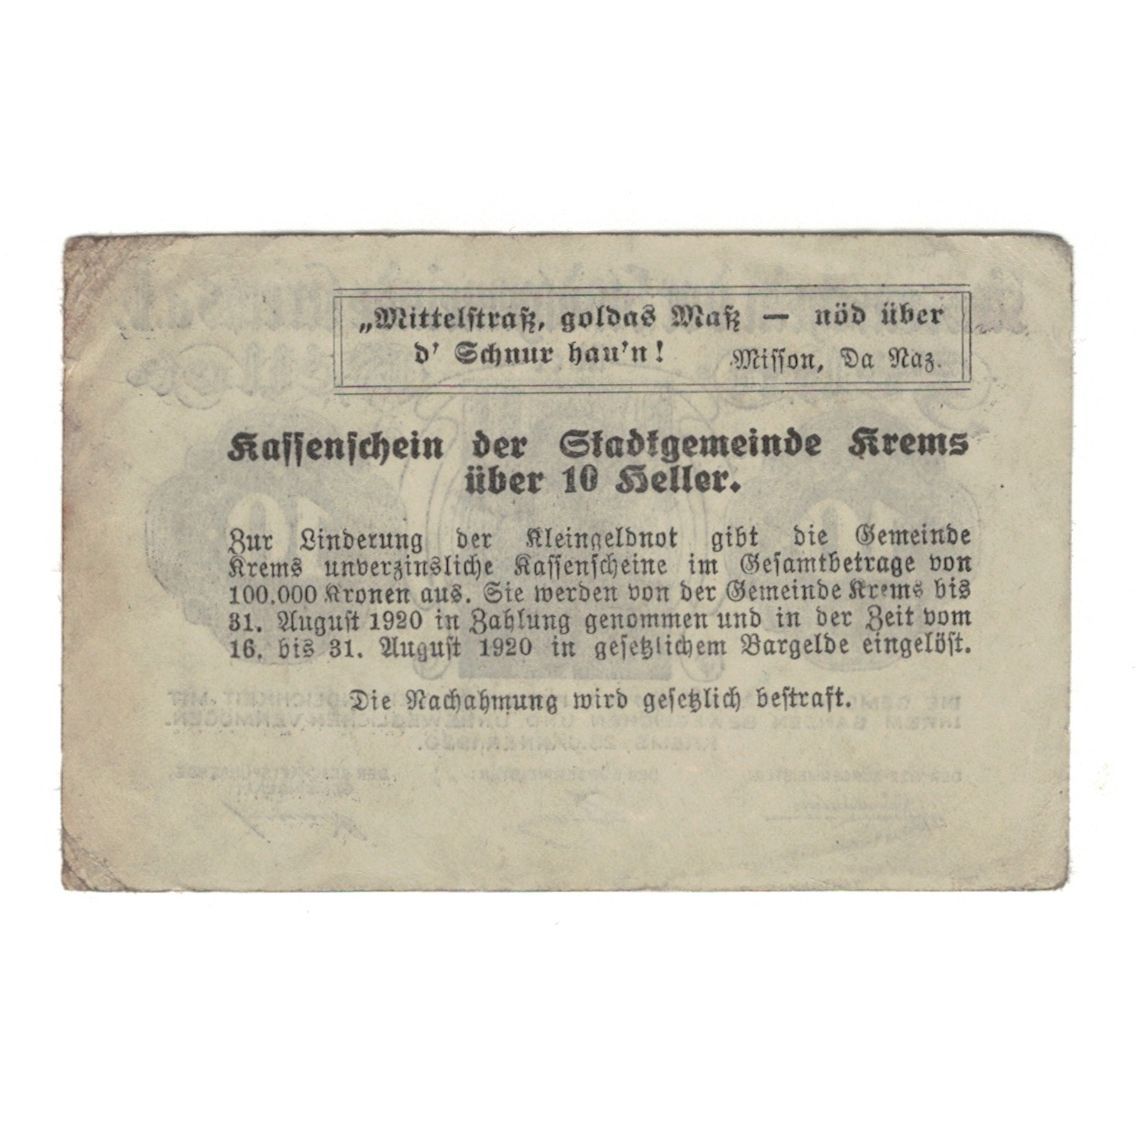 „Mittelstraß, goldas Maß — nöd über
d' Schnur hau'n! Misson, Da Naz.
Kassenschein der Stadtgemeinde Krems
über 10 Heller.
Zur Linderung der Kleingeldnot gibt die Gemeinde
Krems unverzinsliche Kassenscheine im Gesamtbetrage von
100.000 Kronen aus. Sie werden von der Gemeinde Krems bis
31. August 1920 in Zahlung genommen und in der Zeit vom
16. bis 31. August 1920 in gesetzlichem Bargelde eingelöst.
Die Nachahmung wird gesetzlich bestraft.